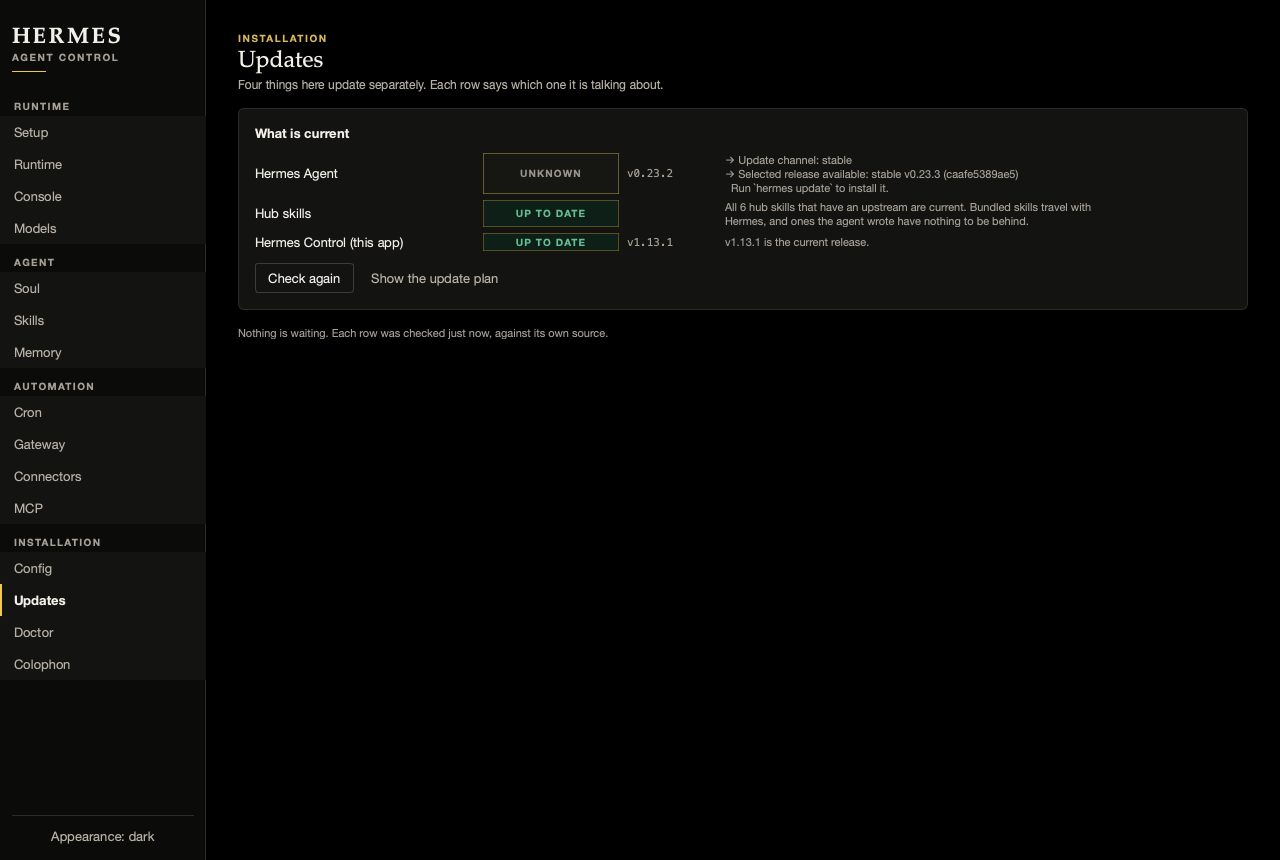 HERMES
AGENT CONTROL
RUNTIME
Setup
Runtime
Console
Models
AGENT
Soul
Skills
Memory
AUTOMATION
Cron
Gateway
Connectors
MCP
INSTALLATION
Config
Updates
Doctor
Colophon
Appearance: dark
INSTALLATION
Updates
Four things here update separately. Each row says which one it is talking about.
What is current
Hermes Agent
UNKNOWN
v0.23.2
→ Update channel: stable
→ Selected release available: stable v0.23.3 (caafe5389ae5)
Run `hermes update` to install it.
Hub skills
UP TO DATE
All 6 hub skills that have an upstream are current. Bundled skills travel with
Hermes, and ones the agent wrote have nothing to be behind.
Hermes Control (this app)
UP TO DATE
v1.13.1
v1.13.1 is the current release.
Check again
Show the update plan
Nothing is waiting. Each row was checked just now, against its own source.